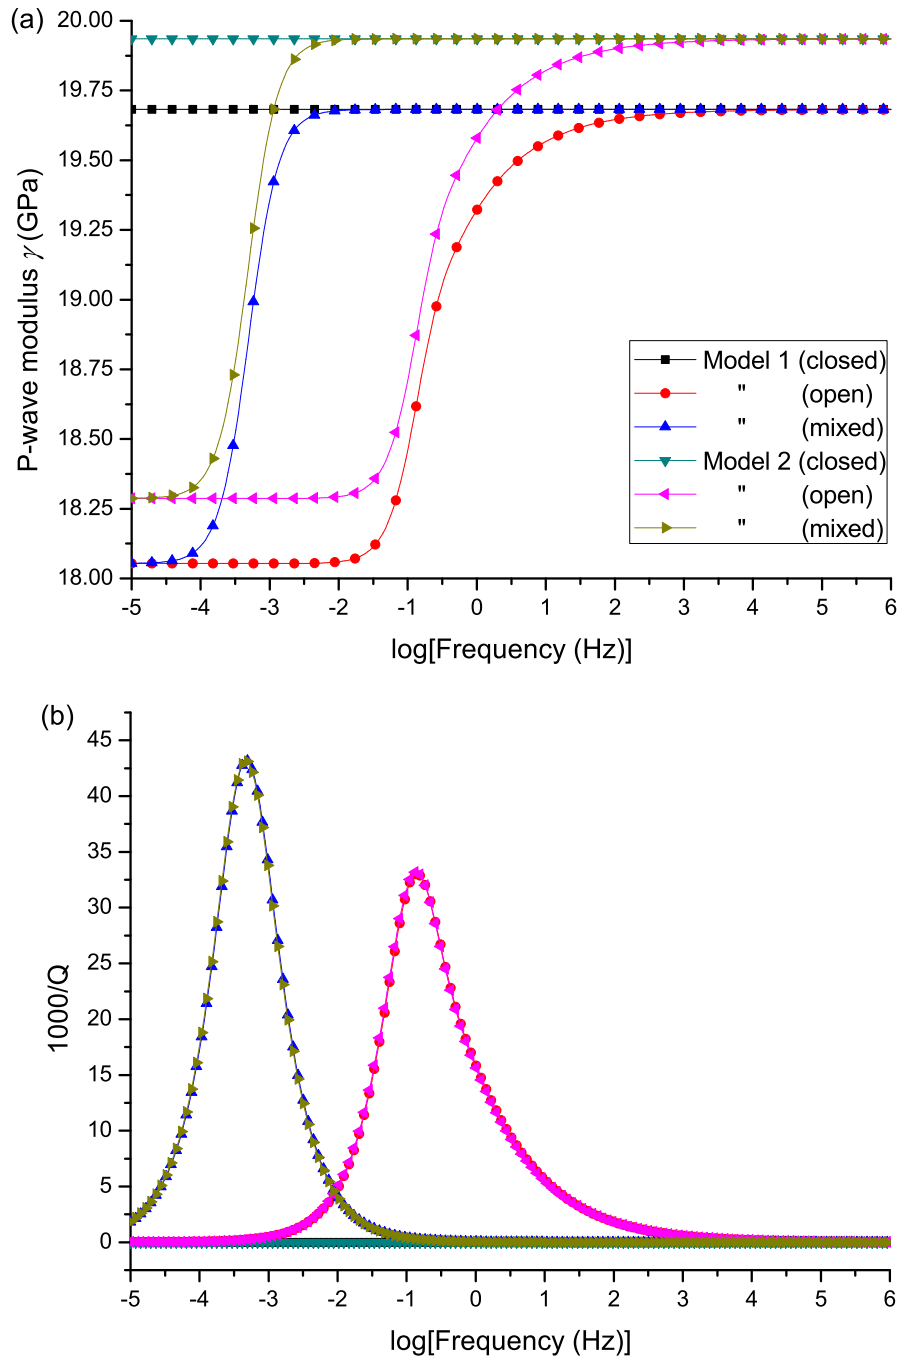 (a)
20.00
19.75
19.50
19.25
19.00
18.75
18.50
18.25
18.00
P-wave modulus γ (GPa)
Model 1 (closed)
" (open)
" (mixed)
Model 2 (closed)
" (open)
" (mixed)
-5 -4 -3 -2 -1 0 1 2 3 4 5 6
log[Frequency (Hz)]
(b)
45
40
35
30
25
20
15
10
5
0
1000/Q
-5 -4 -3 -2 -1 0 1 2 3 4 5 6
log[Frequency (Hz)]